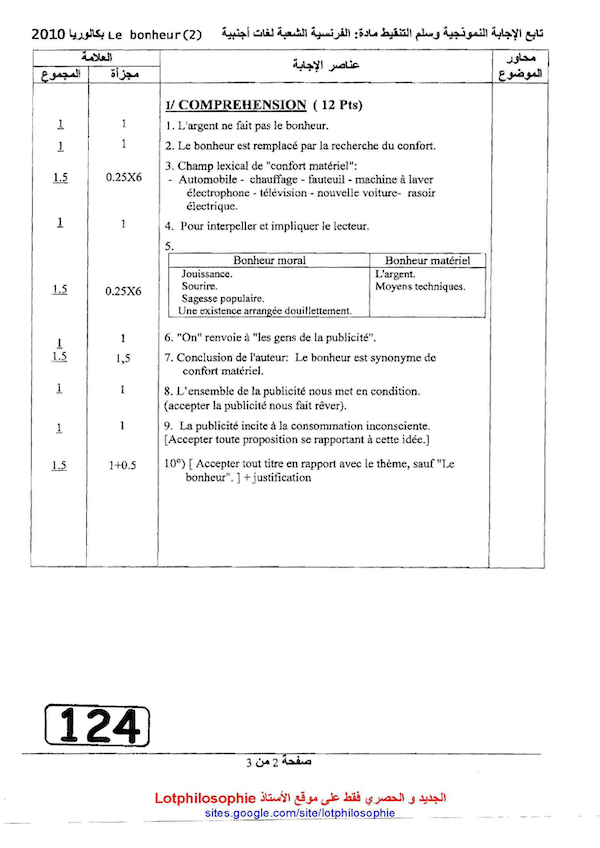 تابع الإجابة النموذجية وسلم التنقيط مادة: الفرنسية الشعبة لغات أجنبية Le bonheur(2) بكالوريا 2010
محاور الموضوع
عناصر الإجابة
العلامة
مجزأة
المجموع
I/ COMPREHENSION ( 12 Pts)
1 1 1. L'argent ne fait pas le bonheur.
1 1 2. Le bonheur est remplacé par la recherche du confort.
3. Champ lexical de "confort matériel":
1.5 0.25X6 - Automobile - chauffage - fauteuil - machine à laver
électrophone - télévision - nouvelle voiture- rasoir
électrique.
1 1 4. Pour interpeller et impliquer le lecteur.
5.
Bonheur moral Bonheur matériel
Jouissance. L'argent.
Sourire. Moyens techniques.
1.5 0.25X6 Sagesse populaire.
Une existence arrangée douillettement.
1 1 6. "On" renvoie à "les gens de la publicité".
1.5 1,5 7. Conclusion de l'auteur: Le bonheur est synonyme de
confort matériel.
1 1 8. L'ensemble de la publicité nous met en condition.
(accepter la publicité nous fait rêver).
1 1 9. La publicité incite à la consommation inconsciente.
[Accepter toute proposition se rapportant à cette idée.]
1.5 1+0.5 10°) [ Accepter tout titre en rapport avec le thème, sauf "Le
bonheur". ] + justification
124
صفحة 2 من 3
الجديد و الحصري فقط على موقع الأستاذ Lotphilosophie
sites.google.com/site/lotphilosophie